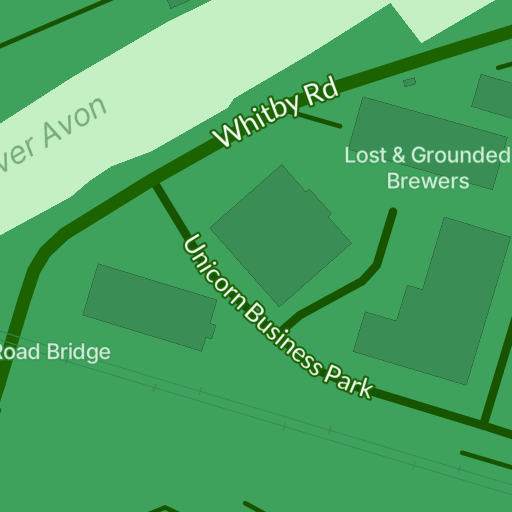 ver Avon
Whitby Rd
Lost & Grounded
Brewers
Unicorn Business Park
Road Bridge